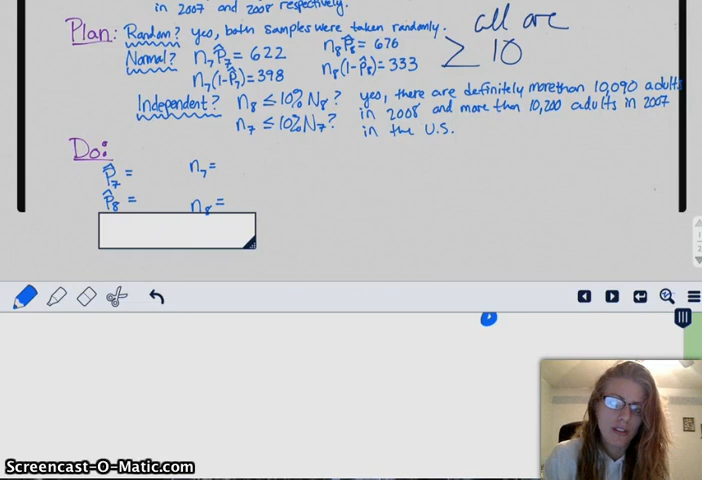 in 2007 and 2008 respectively.
Plan: Random? yes, both samples were taken randomly. all are
Normal? n₇P̂₇ = 622 n₈P̂₈ = 676 ≥ 10
n₇(1-P̂₇) = 398 n₈(1-P̂₈) = 333
Independent? n₈ ≤ 10% N₈? yes, there are definitely more than 10,090 adults
in 2008 and more than 10,200 adults in 2007
n₇ ≤ 10% N₇? in the U.S.
Do:
P̂₇ = n₇ =
P̂₈ = n₈ =
Screencast-O-Matic.com